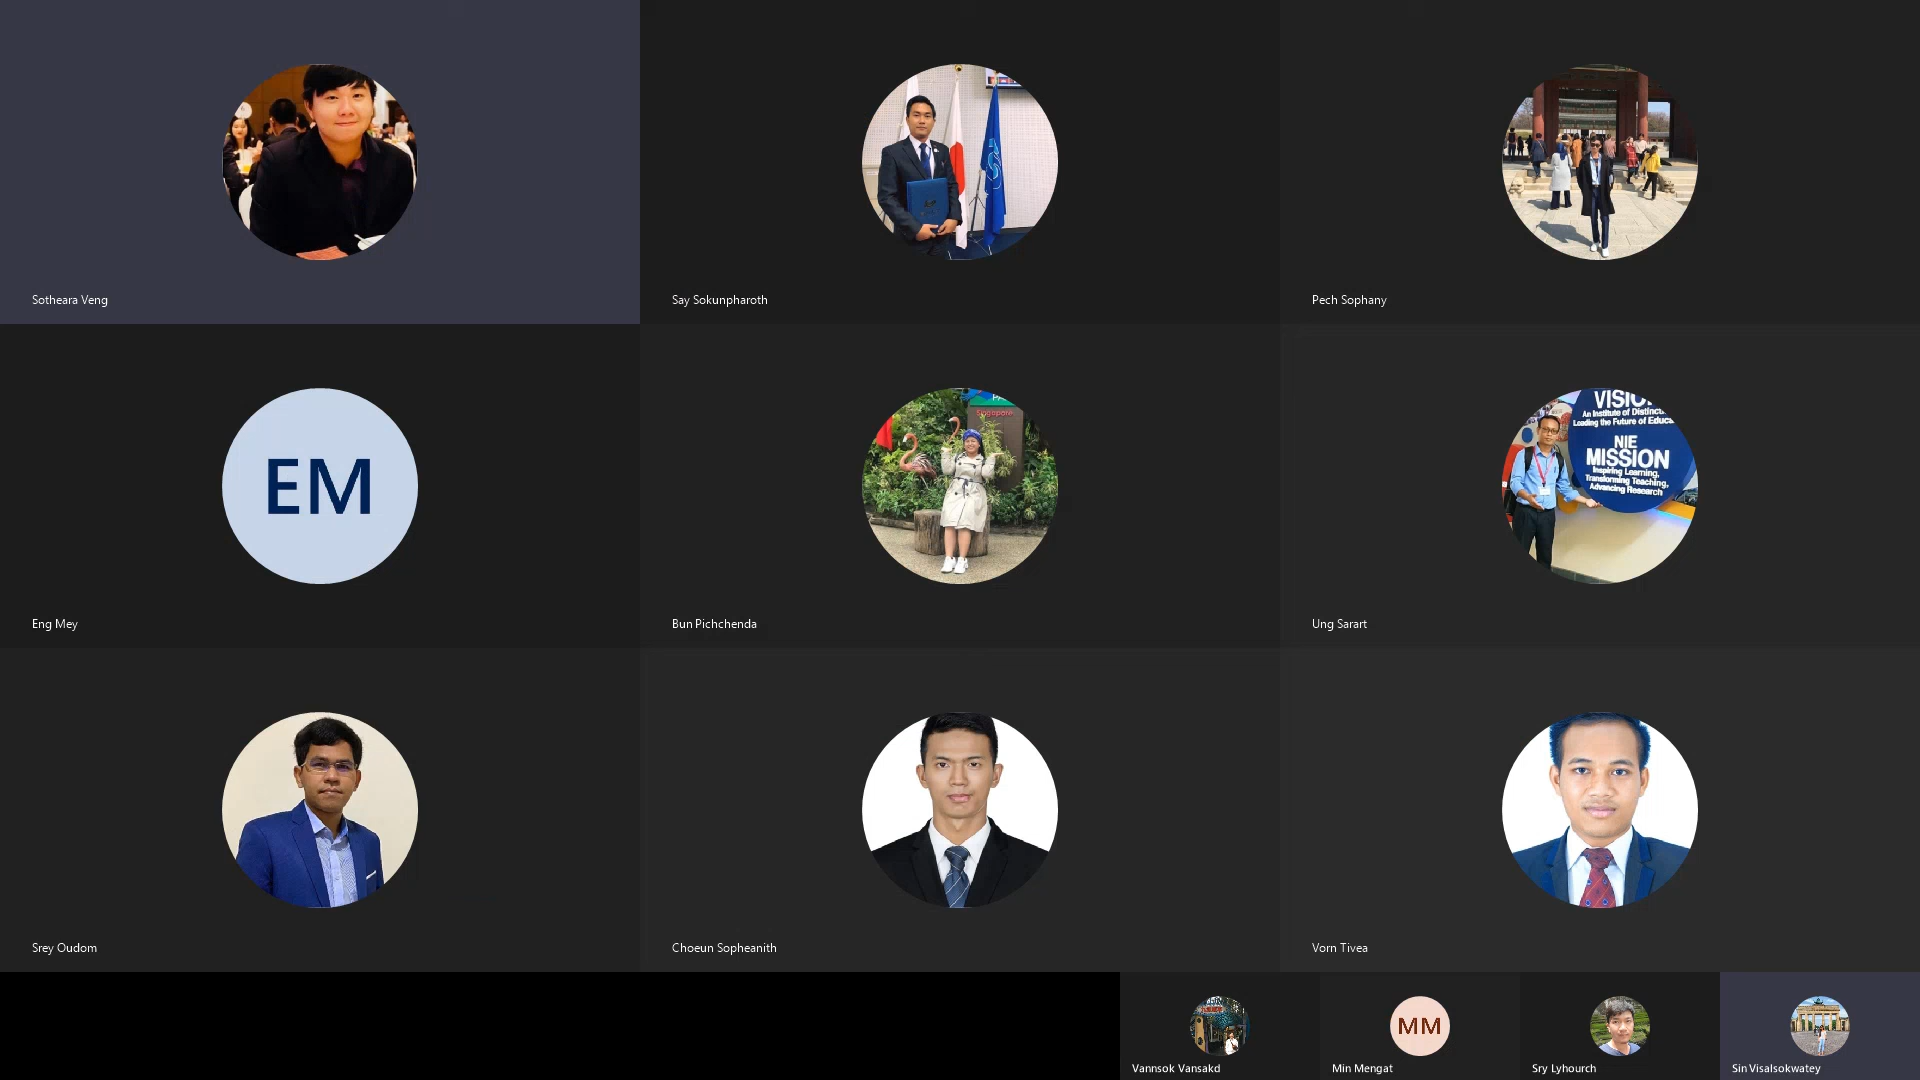 Sotheara Veng
Say Sokunpharoth
Pech Sophany
EM
Eng Mey
Singapore
Bun Pichchenda
An Institute of Distinct
Leading the Future of Educa
NIE
MISSION
Inspiring Learning,
Transforming Teaching,
Advancing Research
Ung Sarart
Srey Oudom
Choeun Sopheanith
Vorn Tivea
Vannsok Vansakd
MM
Min Mengat
Sry Lyhourch
Sin Visalsokwatey